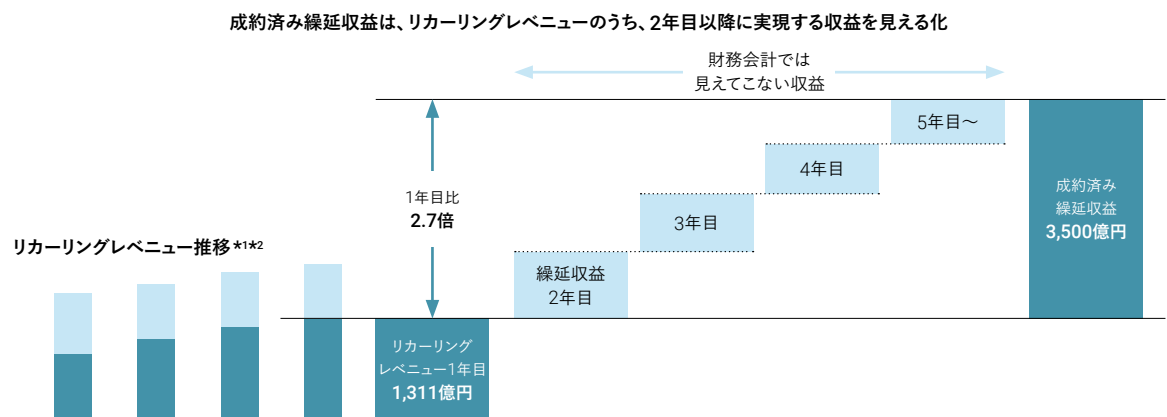 成約済み繰延収益は、リカーリングレベニューのうち、2年目以降に実現する収益を見える化
財務会計では
見えてこない収益
5年目〜
4年目
3年目
繰延収益
2年目
1年目比
2.7倍
成約済み
繰延収益
3,500億円
リカーリングレベニュー推移*1*2
リカーリング
レベニュー1年目
1,311億円